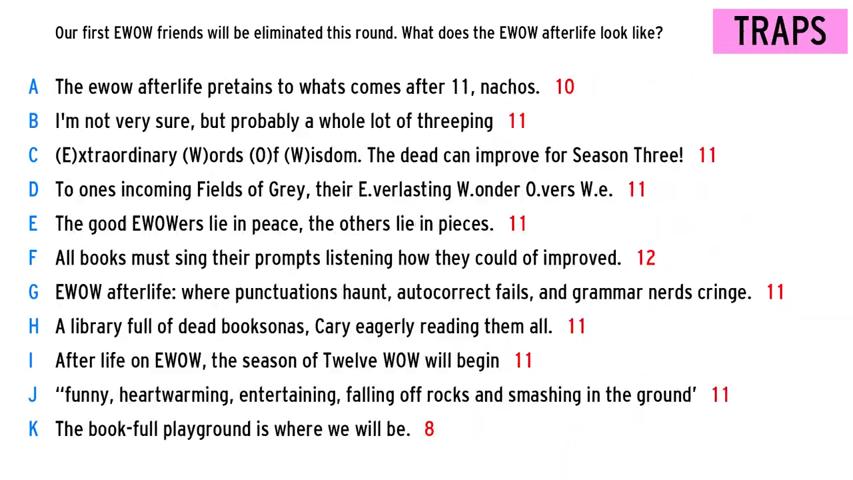 Our first EWOW friends will be eliminated this round. What does the EWOW afterlife look like?
TRAPS
A The ewow afterlife pretains to whats comes after 11, nachos. 10
B I'm not very sure, but probably a whole lot of threeping 11
C (E)xtraordinary (W)ords (O)f (W)isdom. The dead can improve for Season Three! 11
D To ones incoming Fields of Grey, their E.verlasting W.onder O.vers W.e. 11
E The good EWOWers lie in peace, the others lie in pieces. 11
F All books must sing their prompts listening how they could of improved. 12
G EWOW afterlife: where punctuations haunt, autocorrect fails, and grammar nerds cringe. 11
H A library full of dead booksonas, Cary eagerly reading them all. 11
I After life on EWOW, the season of Twelve WOW will begin 11
J “funny, heartwarming, entertaining, falling off rocks and smashing in the ground’ 11
K The book-full playground is where we will be. 8